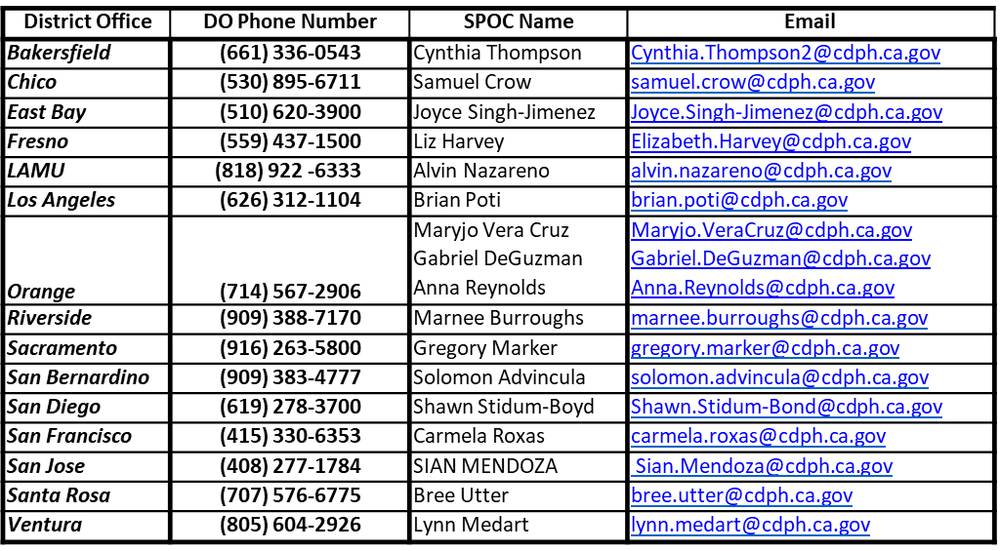 District Office DO Phone Number SPOC Name Email
Bakersfield (661) 336-0543 Cynthia Thompson Cynthia.Thompson2@cdph.ca.gov
Chico (530) 895-6711 Samuel Crow samuel.crow@cdph.ca.gov
East Bay (510) 620-3900 Joyce Singh-Jimenez Joyce.Singh-Jimenez@cdph.ca.gov
Fresno (559) 437-1500 Liz Harvey Elizabeth.Harvey@cdph.ca.gov
LAMU (818) 922 -6333 Alvin Nazareno alvin.nazareno@cdph.ca.gov
Los Angeles (626) 312-1104 Brian Poti brian.poti@cdph.ca.gov
Maryjo Vera Cruz Maryjo.VeraCruz@cdph.ca.gov
Gabriel DeGuzman Gabriel.DeGuzman@cdph.ca.gov
Orange (714) 567-2906 Anna Reynolds Anna.Reynolds@cdph.ca.gov
Riverside (909) 388-7170 Marnee Burroughs marnee.burroughs@cdph.ca.gov
Sacramento (916) 263-5800 Gregory Marker gregory.marker@cdph.ca.gov
San Bernardino (909) 383-4777 Solomon Advincula solomon.advincula@cdph.ca.gov
San Diego (619) 278-3700 Shawn Stidum-Boyd Shawn.Stidum-Bond@cdph.ca.gov
San Francisco (415) 330-6353 Carmela Roxas carmela.roxas@cdph.ca.gov
San Jose (408) 277-1784 SIAN MENDOZA Sian.Mendoza@cdph.ca.gov
Santa Rosa (707) 576-6775 Bree Utter bree.utter@cdph.ca.gov
Ventura (805) 604-2926 Lynn Medart lynn.medart@cdph.ca.gov